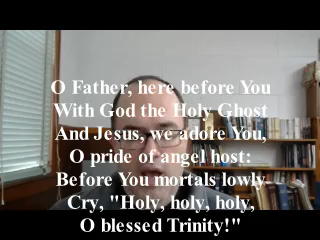 O Father, here before You
With God the Holy Ghost
And Jesus, we adore You,
O pride of angel host:
Before You mortals lowly
Cry, "Holy, holy, holy,
O blessed Trinity!"